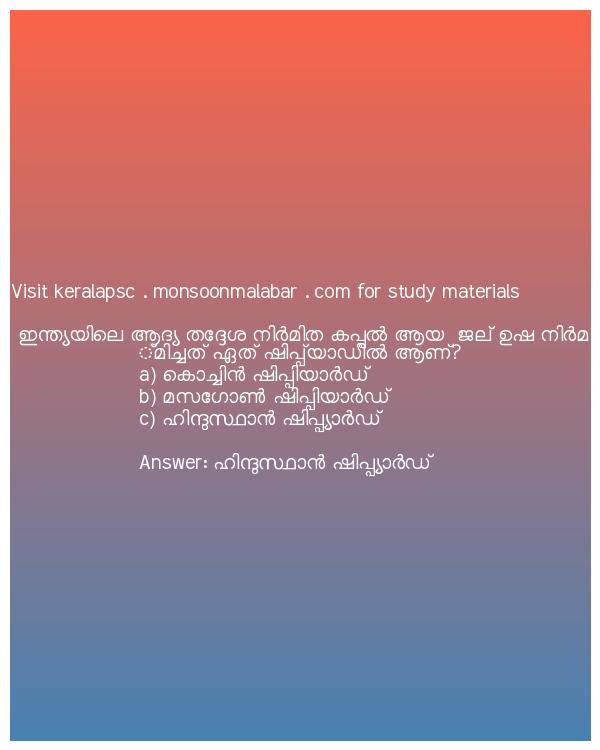 Visit keralapsc . monsoonmalabar . com for study materials
ഇന്ത്യയിലെ ആദ്യ തദ്ദേശ നിർമിത കപ്പൽ ആയ ജല് ഉഷ നിർമ
്മിച്ചത് ഏത് ഷിപ്പ്‌യാഡിൽ ആണ്?
a) കൊച്ചിൻ ഷിപ്പിയാർഡ്
b) മസഗോൺ ഷിപ്പിയാർഡ്
c) ഹിന്ദുസ്ഥാൻ ഷിപ്പ്യാർഡ്
Answer: ഹിന്ദുസ്ഥാൻ ഷിപ്പ്യാർഡ്